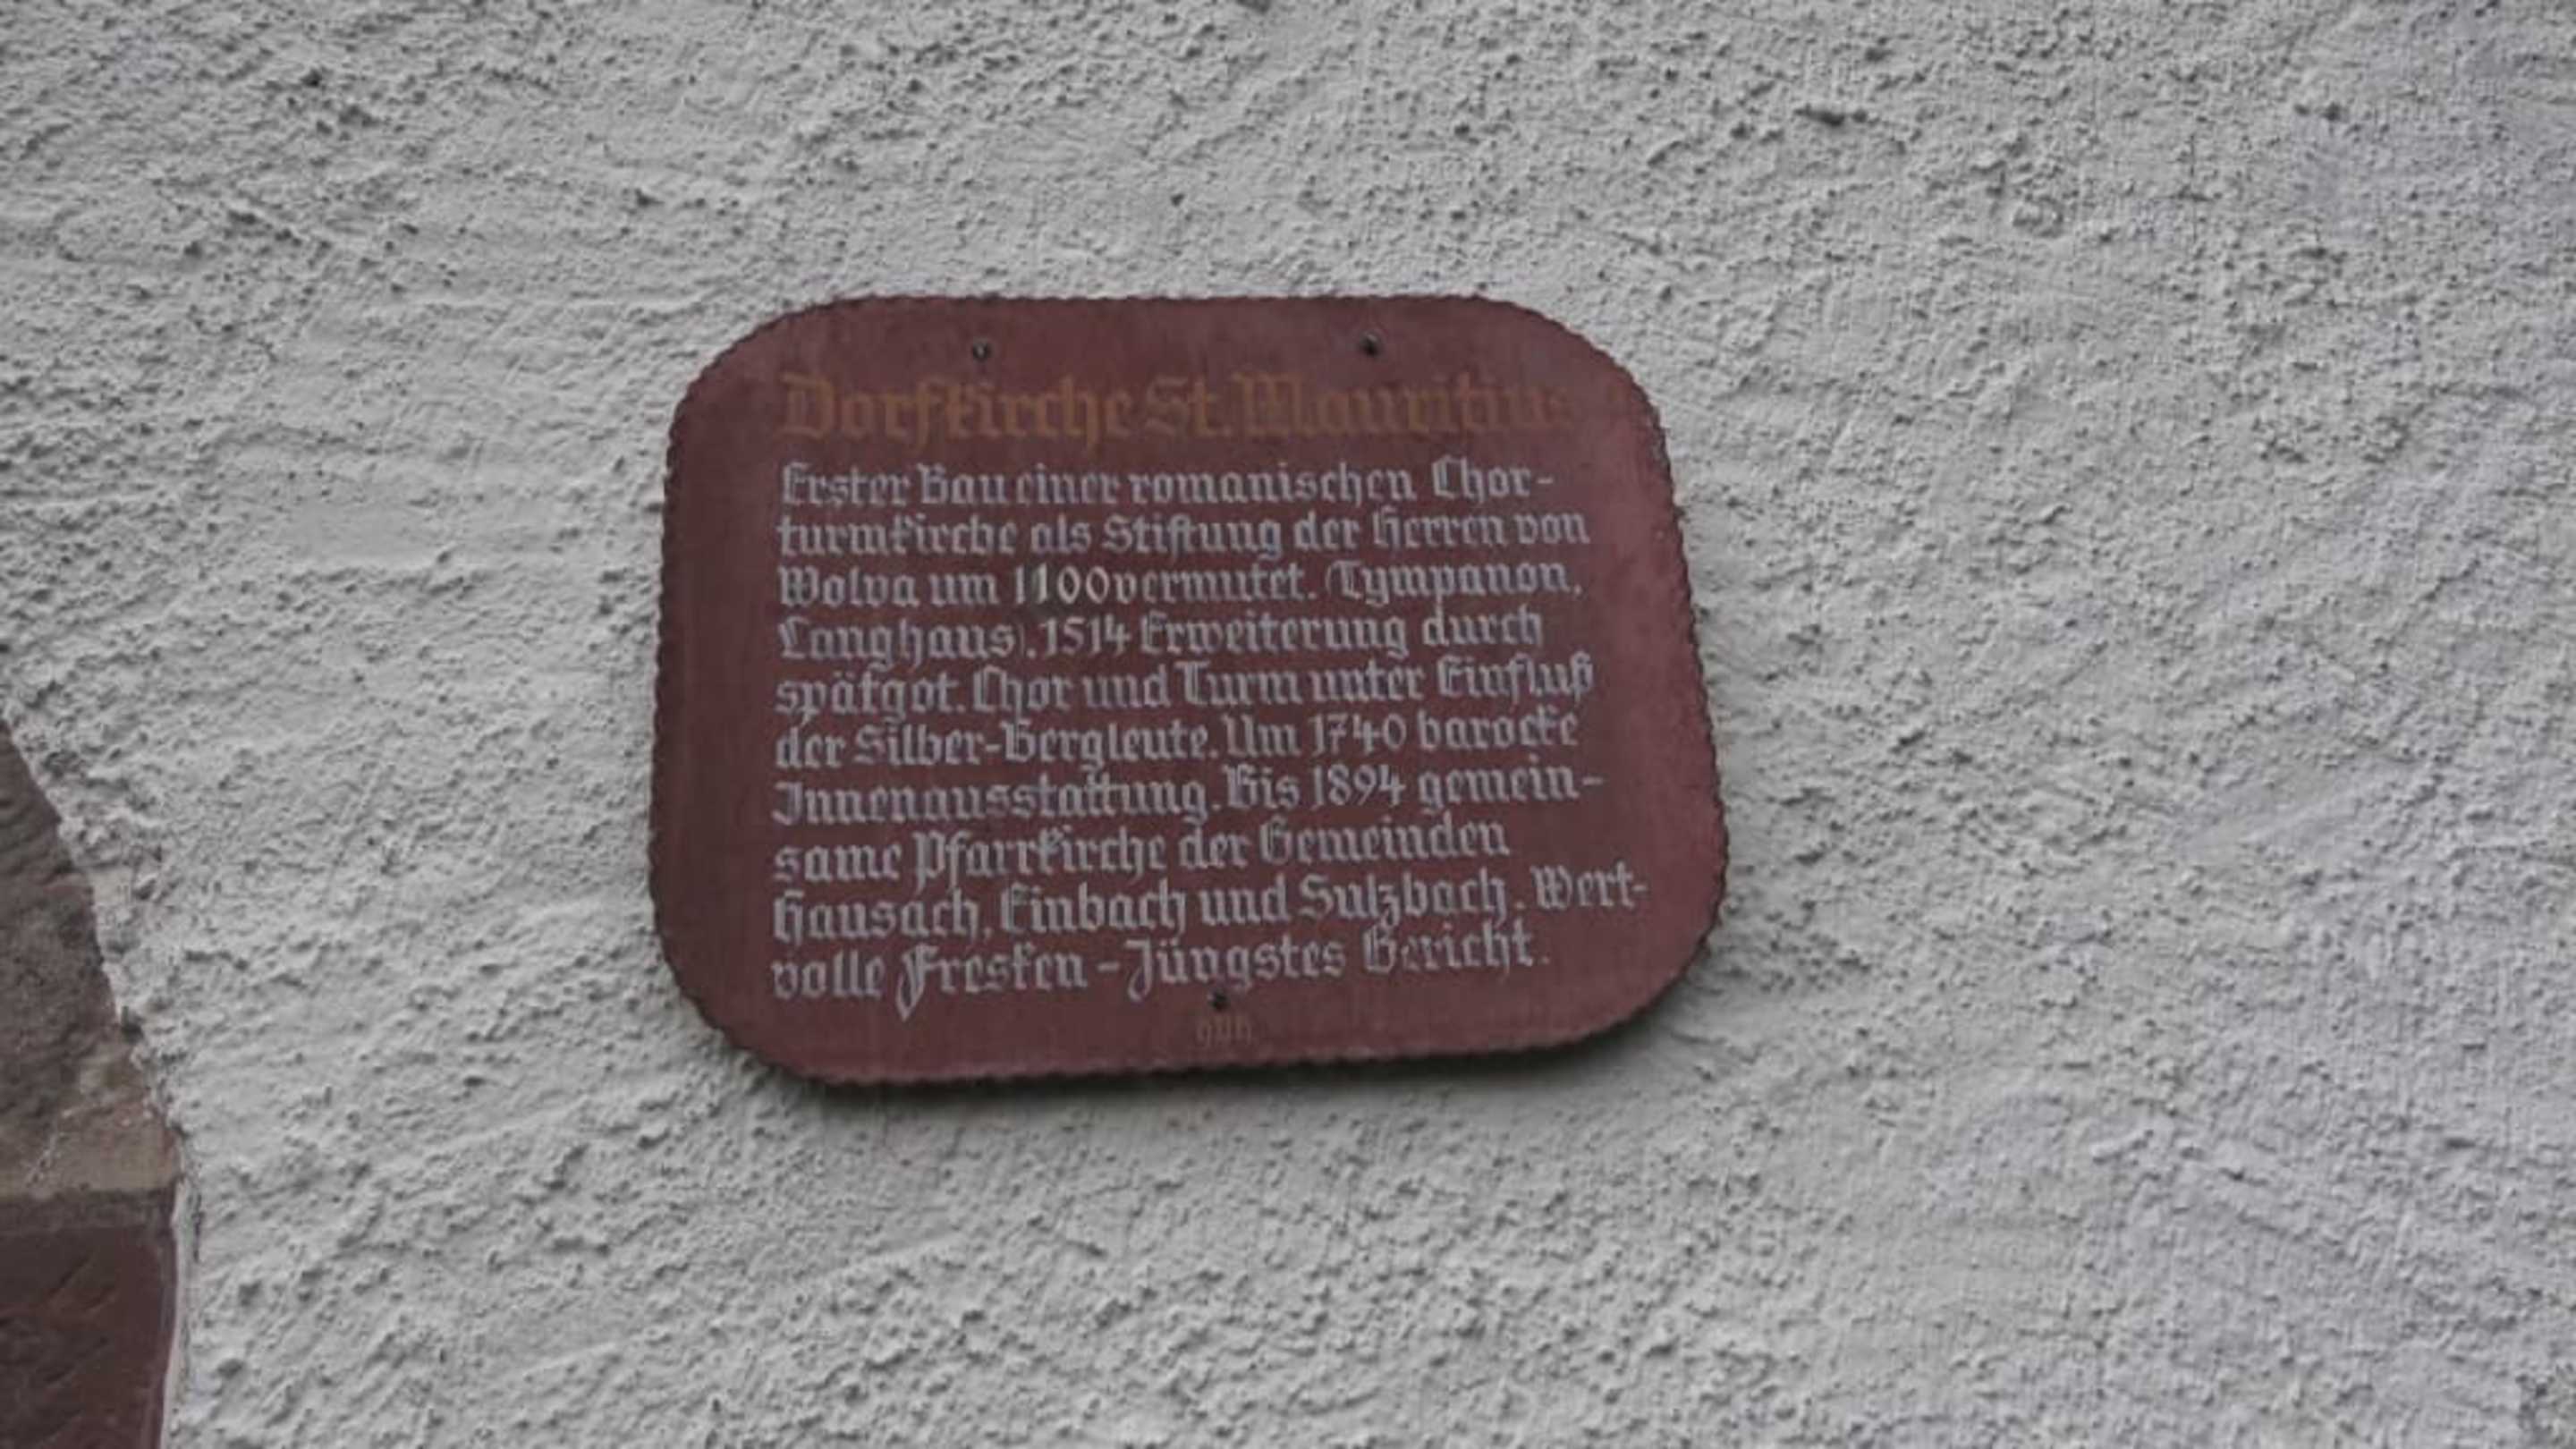 Dorfkirche St. Mauritius
Erster Bau einer romanischen Chor-
turmkirche als Stiftung der Herren von
Wolva um 1100 vermutet. (Tympanon,
Langhaus). 1514 Erweiterung durch
spätgot. Chor und Turm unter Einfluß
der Silber-Bergleute. Um 1740 barocke
Innenausstattung. Bis 1894 gemein-
same Pfarrkirche der Gemeinden
Hausach, Einbach und Sulzbach. Wert-
volle Fresken - Jüngstes Gericht.